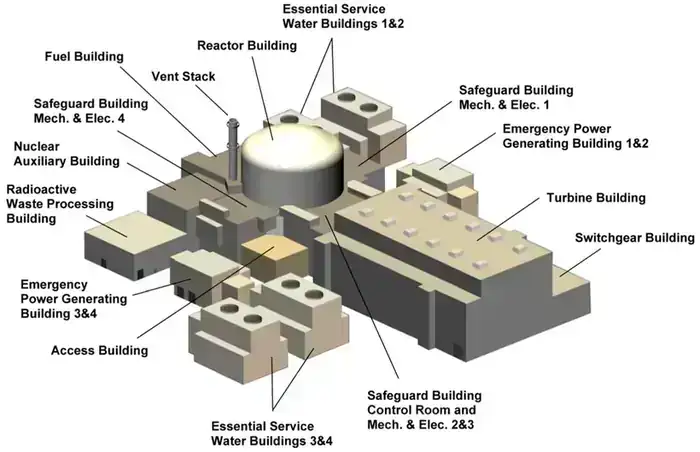 Essential Service
Water Buildings 1&2
Reactor Building
Fuel Building
Vent Stack
Safeguard Building
Mech. & Elec. 1
Safeguard Building
Mech. & Elec. 4
Emergency Power
Generating Building 1&2
Nuclear
Auxiliary Building
Radioactive
Waste Processing
Building
Turbine Building
Switchgear Building
Emergency
Power Generating
Building 3&4
Access Building
Safeguard Building
Control Room and
Mech. & Elec. 2&3
Essential Service
Water Buildings 3&4